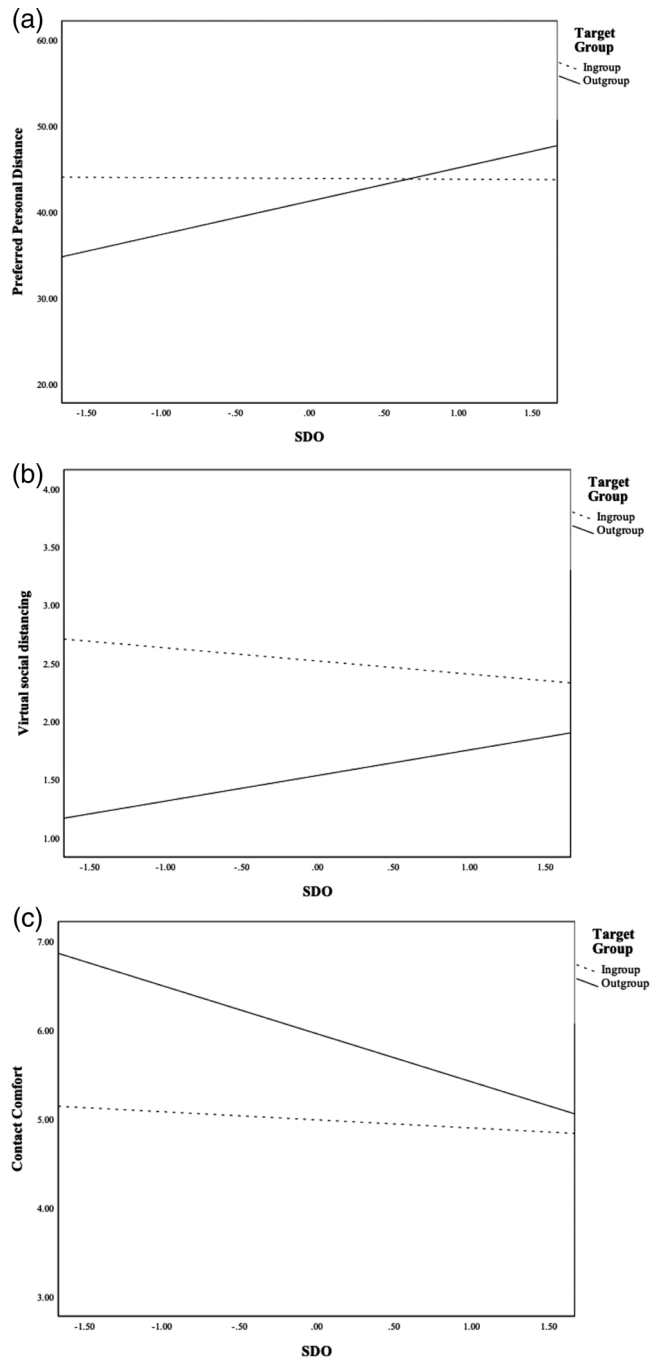 (a)
Target
Group
Ingroup
Outgroup
60.00
50.00
40.00
30.00
20.00
Preferred Personal Distance
-1.50 -1.00 -.50 .00 .50 1.00 1.50
SDO
(b)
Target
Group
Ingroup
Outgroup
4.00
3.50
3.00
2.50
2.00
1.50
1.00
Virtual social distancing
-1.50 -1.00 -.50 .00 .50 1.00 1.50
SDO
(c)
Target
Group
Ingroup
Outgroup
7.00
6.00
5.00
4.00
3.00
Contact Comfort
-1.50 -1.00 -.50 .00 .50 1.00 1.50
SDO